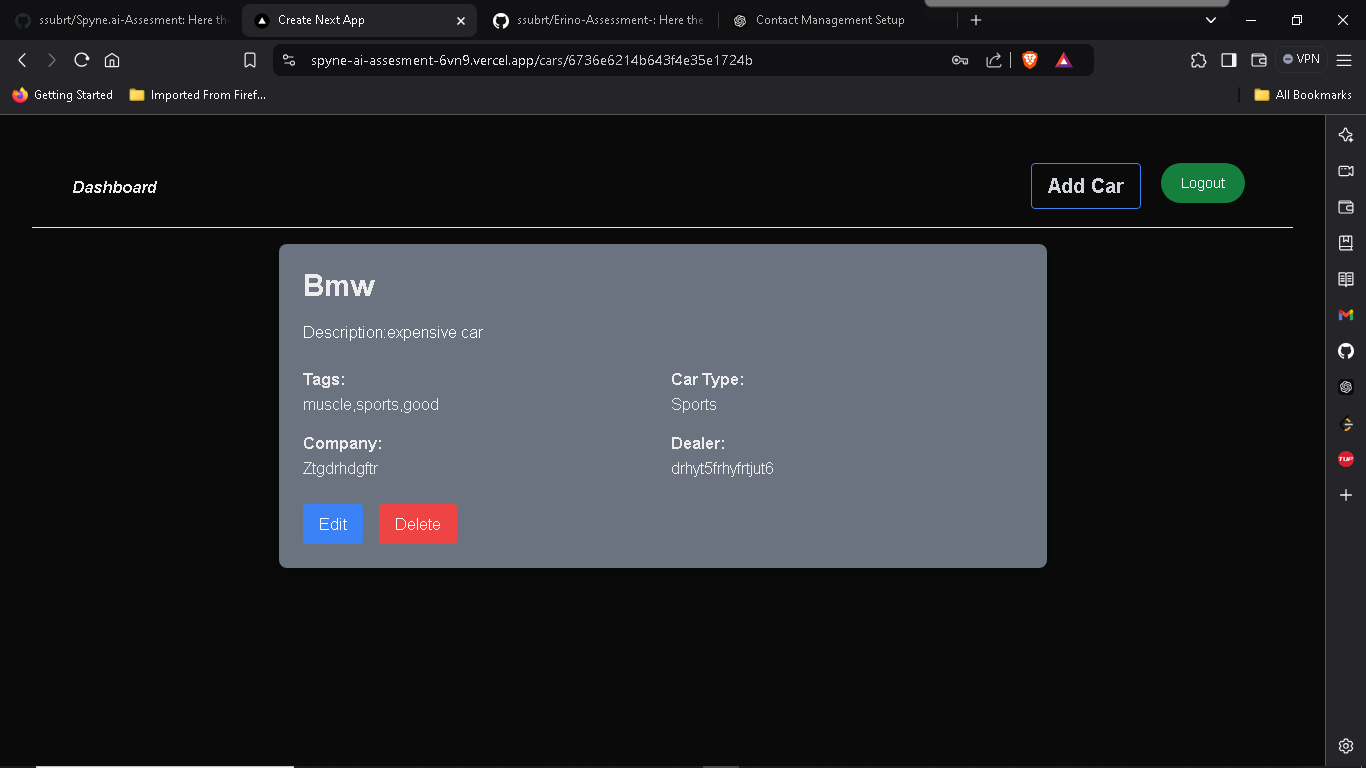 ssubrt/Spyne.ai-Assesment: Here the
Create Next App
ssubrt/Erino-Assessment-: Here the
Contact Management Setup
spyne-ai-assesment-6vn9.vercel.app/cars/6736e6214b643f4e35e1724b
VPN
Getting Started
Imported From Firef...
All Bookmarks
Dashboard
Add Car
Logout
Bmw
Description:expensive car
Tags:
muscle,sports,good
Car Type:
Sports
Company:
Ztgdrhdgftr
Dealer:
drhyt5frhyfrtjut6
Edit
Delete
TUF